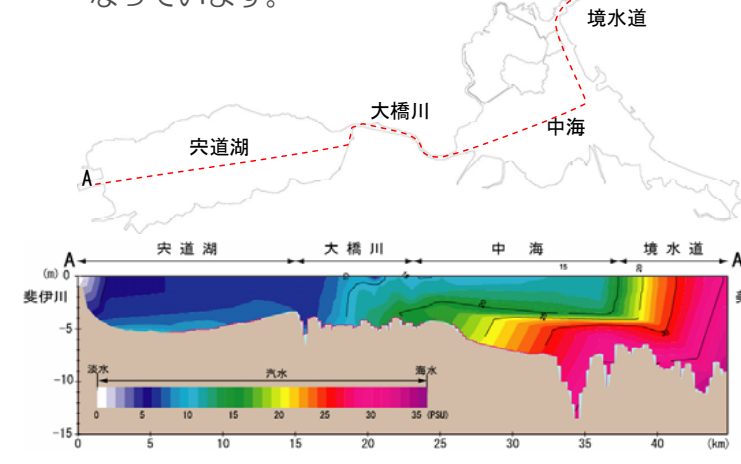 なっています。
境水道
大橋川
中海
宍道湖
A
A 宍道湖 大橋川 中海 境水道 A
(m) 0
斐伊川
-5
淡水 汽水 海水
-10
0 5 10 15 20 25 30 35 (PSU)
-15
0 5 10 15 20 25 30 35 40 (km)
15
20